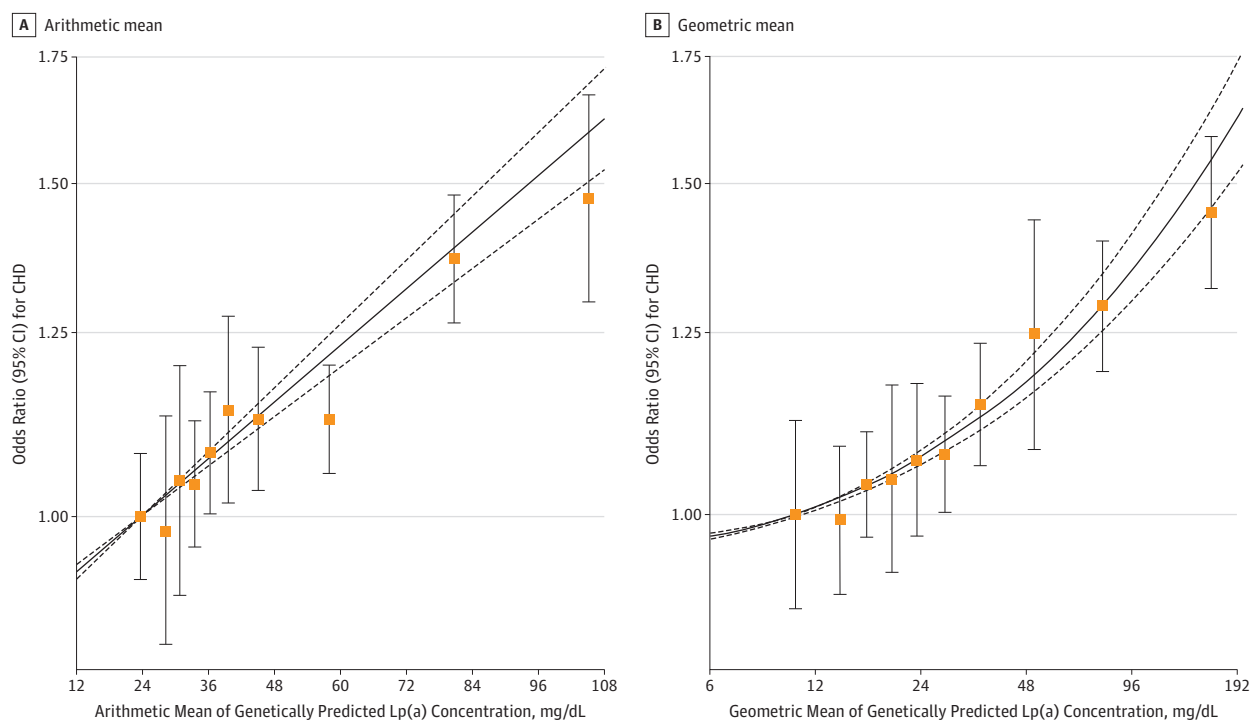 A Arithmetic mean
1.75
1.50
1.25
1.00
Odds Ratio (95% CI) for CHD
12 24 36 48 60 72 84 96 108
Arithmetic Mean of Genetically Predicted Lp(a) Concentration, mg/dL
B Geometric mean
1.75
1.50
1.25
1.00
Odds Ratio (95% CI) for CHD
6 12 24 48 96 192
Geometric Mean of Genetically Predicted Lp(a) Concentration, mg/dL